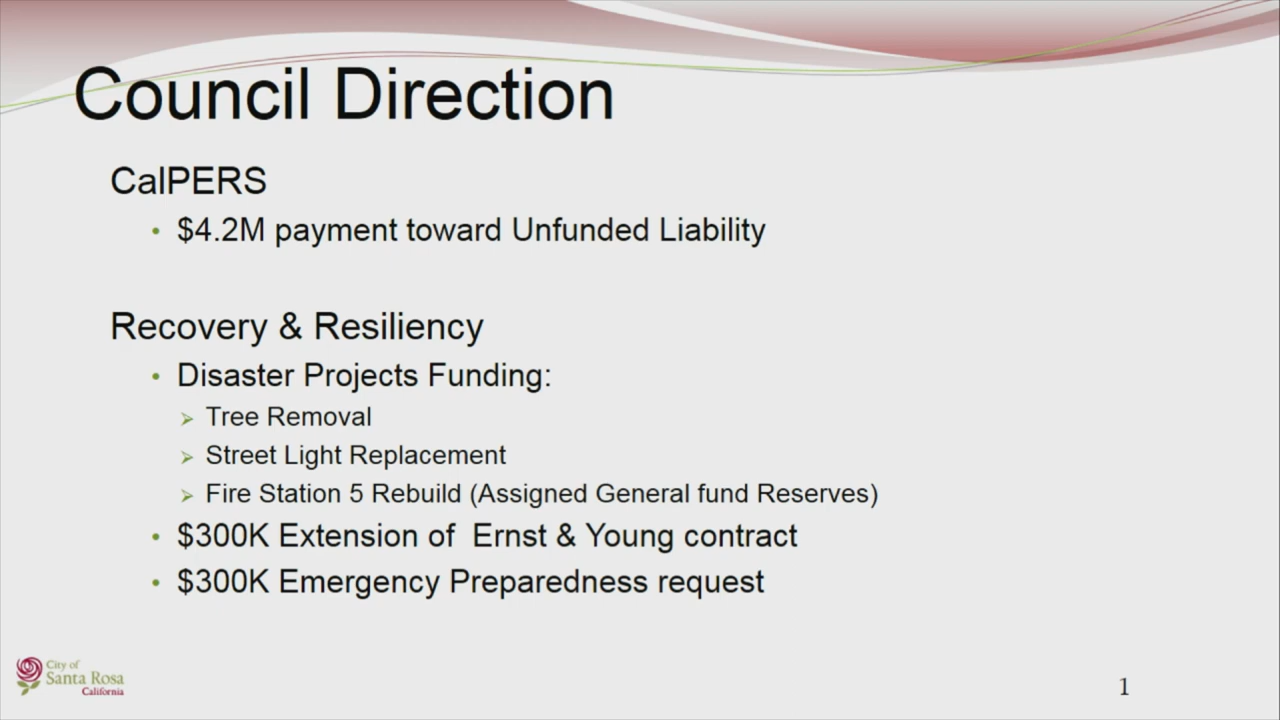 Council Direction
CalPERS
• $4.2M payment toward Unfunded Liability
Recovery & Resiliency
• Disaster Projects Funding:
➢ Tree Removal
➢ Street Light Replacement
➢ Fire Station 5 Rebuild (Assigned General fund Reserves)
• $300K Extension of  Ernst & Young contract
• $300K Emergency Preparedness request
City of
Santa Rosa
California
1